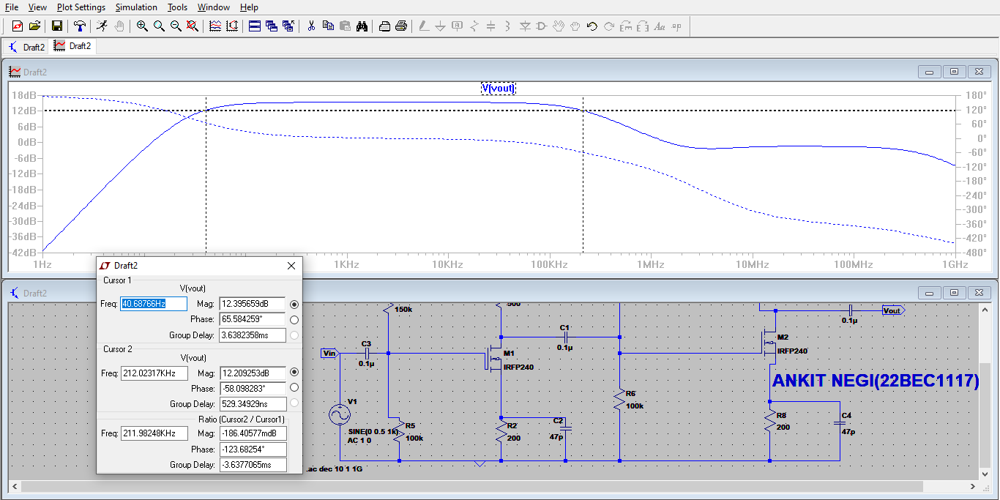 File View Plot Settings Simulation Tools Window Help
Draft2 Draft2
Draft2
V(vout)
18dB 180°
12dB 120°
6dB 60°
0dB 0°
-6dB -60°
-12dB -120°
-18dB -180°
-24dB -240°
-30dB -300°
-36dB -360°
-42dB -420°
-480°
1Hz 1KHz 10KHz 100KHz 1MHz 10MHz 100MHz 1GHz
Draft2
Cursor 1
V(vout)
Freq: 40.68766Hz Mag: 12.395659dB
Phase: 65.584259°
Group Delay: 3.6382358ms
Cursor 2
V(vout)
Freq: 212.02317KHz Mag: 12.209253dB
Phase: -58.098283°
Group Delay: 529.34929ns
Ratio (Cursor2 / Cursor1)
Freq: 211.98248KHz Mag: -186.40577mdB
Phase: -123.68254°
Group Delay: -3.6377065ms
Draft2
150k
500
C1
0.1µ
0.1µ
Vout
Vin
C3
0.1µ
M1
IRFP240
M2
IRFP240
ANKIT NEGI(22BEC1117)
V1
SINE(0 0.5 1k)
AC 1 0
R5
100k
R2
200
C2
47p
R6
100k
R8
200
C4
47p
.ac dec 10 1 1G